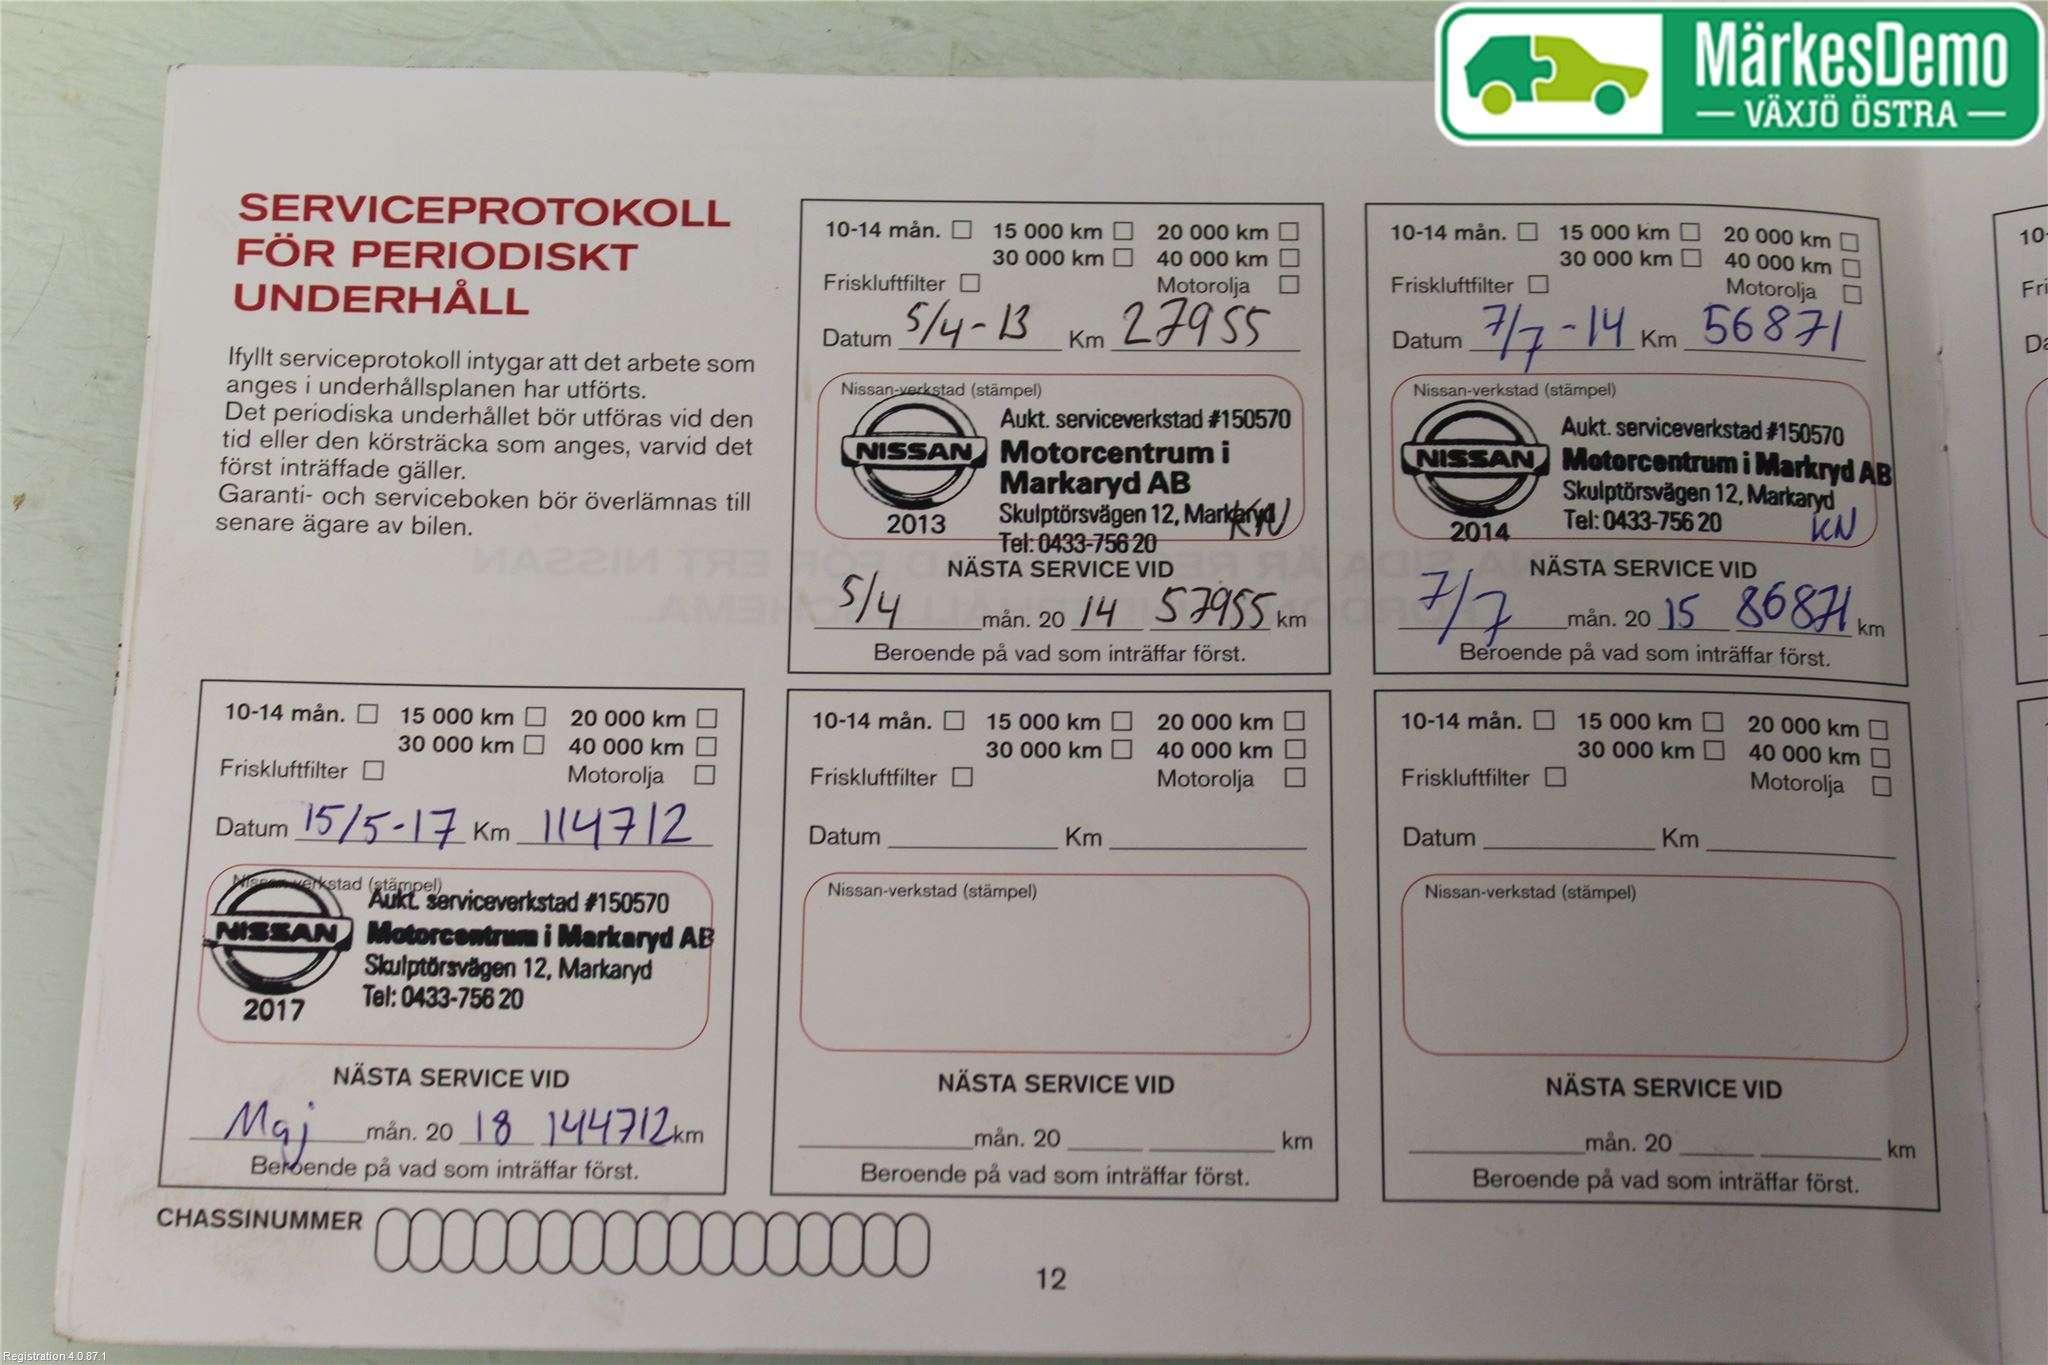 MärkesDemo
VÄXJÖ ÖSTRA
SERVICEPROTOKOLL
FÖR PERIODISKT
UNDERHÅLL
Ifyllt serviceprotokoll intygar att det arbete som
anges i underhållsplanen har utförts.
Det periodiska underhållet bör utföras vid den
tid eller den körsträcka som anges, varvid det
först inträffade gäller.
Garanti- och serviceboken bör överlämnas till
senare ägare av bilen.
10-14 mån. 15 000 km 20 000 km
30 000 km 40 000 km
Friskluftfilter Motorolja
Datum 5/4-13 Km 27955
Nissan-verkstad (stämpel)
Aukt. serviceverkstad #150570
NISSAN Motorcentrum i
Markaryd AB
Skulptörsvägen 12, Markaryd KN
2013
Tel: 0433-756 20
NÄSTA SERVICE VID
5/4 mån. 20 14 57955 km
Beroende på vad som inträffar först.
10-14 mån. 15 000 km 20 000 km
30 000 km 40 000 km
Friskluftfilter Motorolja
Datum 7/7-14 Km 56871
Nissan-verkstad (stämpel)
Aukt. serviceverkstad #150570
NISSAN Motorcentrum i Markryd AB
Skulptörsvägen 12, Markaryd
2014 Tel: 0433-756 20 KN
NÄSTA SERVICE VID
7/7 mån. 20 15 86871 km
Beroende på vad som inträffar först.
10-14 mån. 15 000 km 20 000 km
30 000 km 40 000 km
Friskluftfilter Motorolja
Datum 15/5-17 Km 114712
Nissan-verkstad (stämpel)
Aukt. serviceverkstad #150570
NISSAN Motorcentrum i Markaryd AB
Skulptörsvägen 12, Markaryd
2017 Tel: 0433-756 20
NÄSTA SERVICE VID
Maj mån. 20 18 144712 km
Beroende på vad som inträffar först.
10-14 mån. 15 000 km 20 000 km
30 000 km 40 000 km
Friskluftfilter Motorolja
Datum Km
Nissan-verkstad (stämpel)
NÄSTA SERVICE VID
mån. 20 km
Beroende på vad som inträffar först.
10-14 mån. 15 000 km 20 000 km
30 000 km 40 000 km
Friskluftfilter Motorolja
Datum Km
Nissan-verkstad (stämpel)
NÄSTA SERVICE VID
mån. 20 km
Beroende på vad som inträffar först.
CHASSINUMMER
12
Registration 4.0.87.1